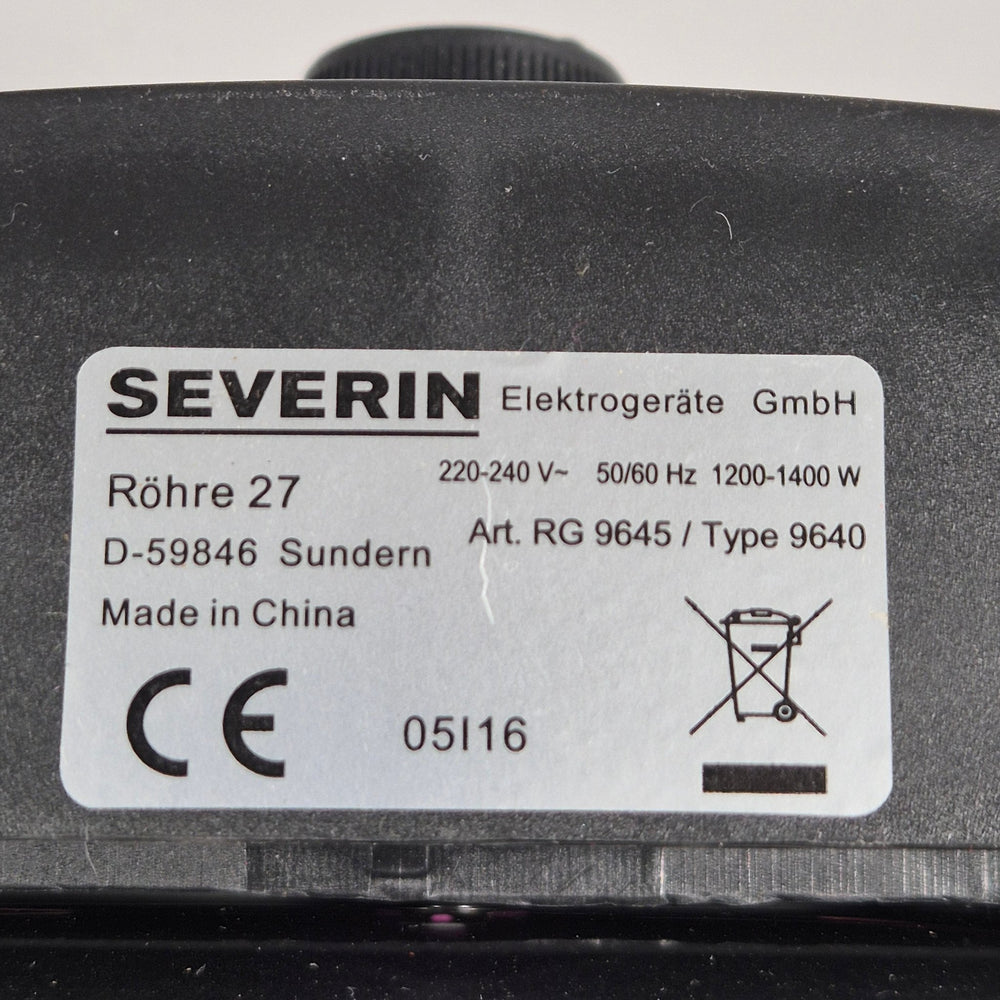 SEVERIN Elektrogeräte GmbH
220-240 V~ 50/60 Hz 1200-1400 W
Röhre 27
Art. RG 9645 / Type 9640
D-59846 Sundern
Made in China
CE
05I16